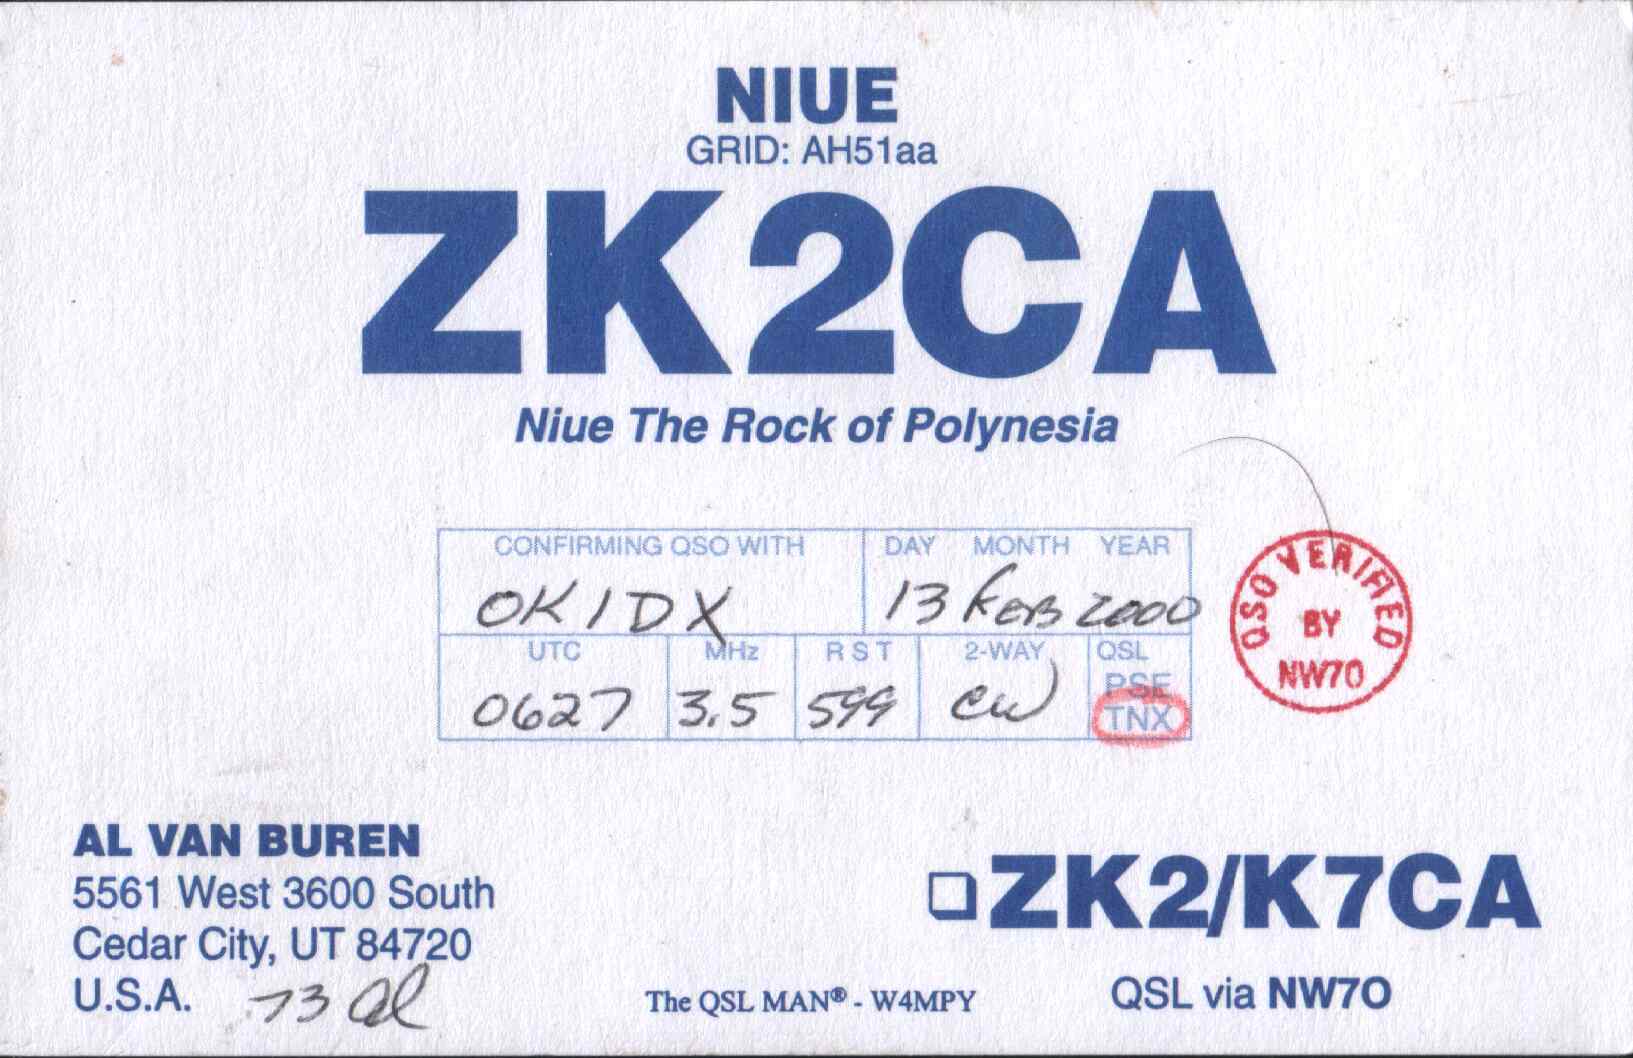 NIUE
GRID: AH51aa
ZK2CA
Niue The Rock of Polynesia
CONFIRMING QSO WITH DAY MONTH YEAR
OK1DX 13 FEB 2000
UTC MHz RST 2-WAY QSL
PSE
0627 3.5 599 CW TNX
QSO VERIFIED
BY
NW7O
AL VAN BUREN
5561 West 3600 South
Cedar City, UT 84720
U.S.A. 73 Al
ZK2/K7CA
The QSL MAN® - W4MPY
QSL via NW7O